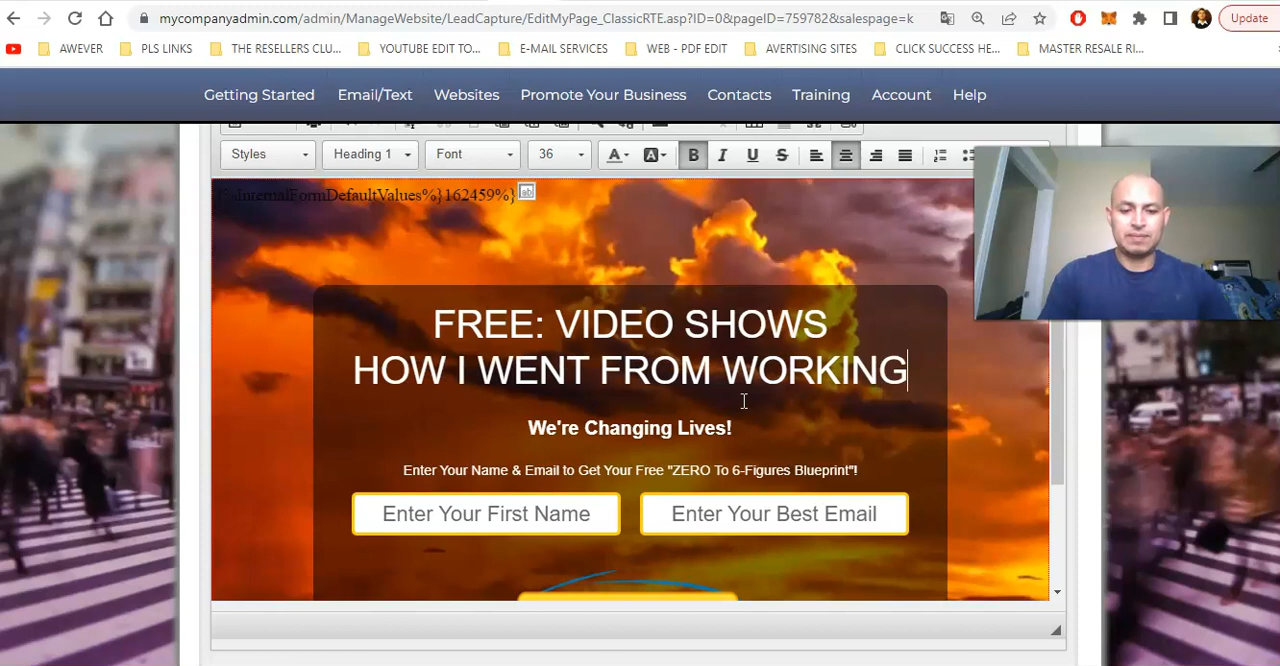 mycompanyadmin.com/admin/ManageWebsite/LeadCapture/EditMyPage_ClassicRTE.asp?ID=0&pageID=759782&salespage=k
Update
AWEVER
PLS LINKS
THE RESELLERS CLU...
YOUTUBE EDIT TO...
E-MAIL SERVICES
WEB - PDF EDIT
AVERTISING SITES
CLICK SUCCESS HE...
MASTER RESALE RI...
Getting Started
Email/Text
Websites
Promote Your Business
Contacts
Training
Account
Help
Styles
Heading 1
Font
36
A
A
B
I
U
S
InternalFormDefaultValues%}162459%}
ab
FREE: VIDEO SHOWS
HOW I WENT FROM WORKING
We're Changing Lives!
Enter Your Name & Email to Get Your Free "ZERO To 6-Figures Blueprint"!
Enter Your First Name
Enter Your Best Email